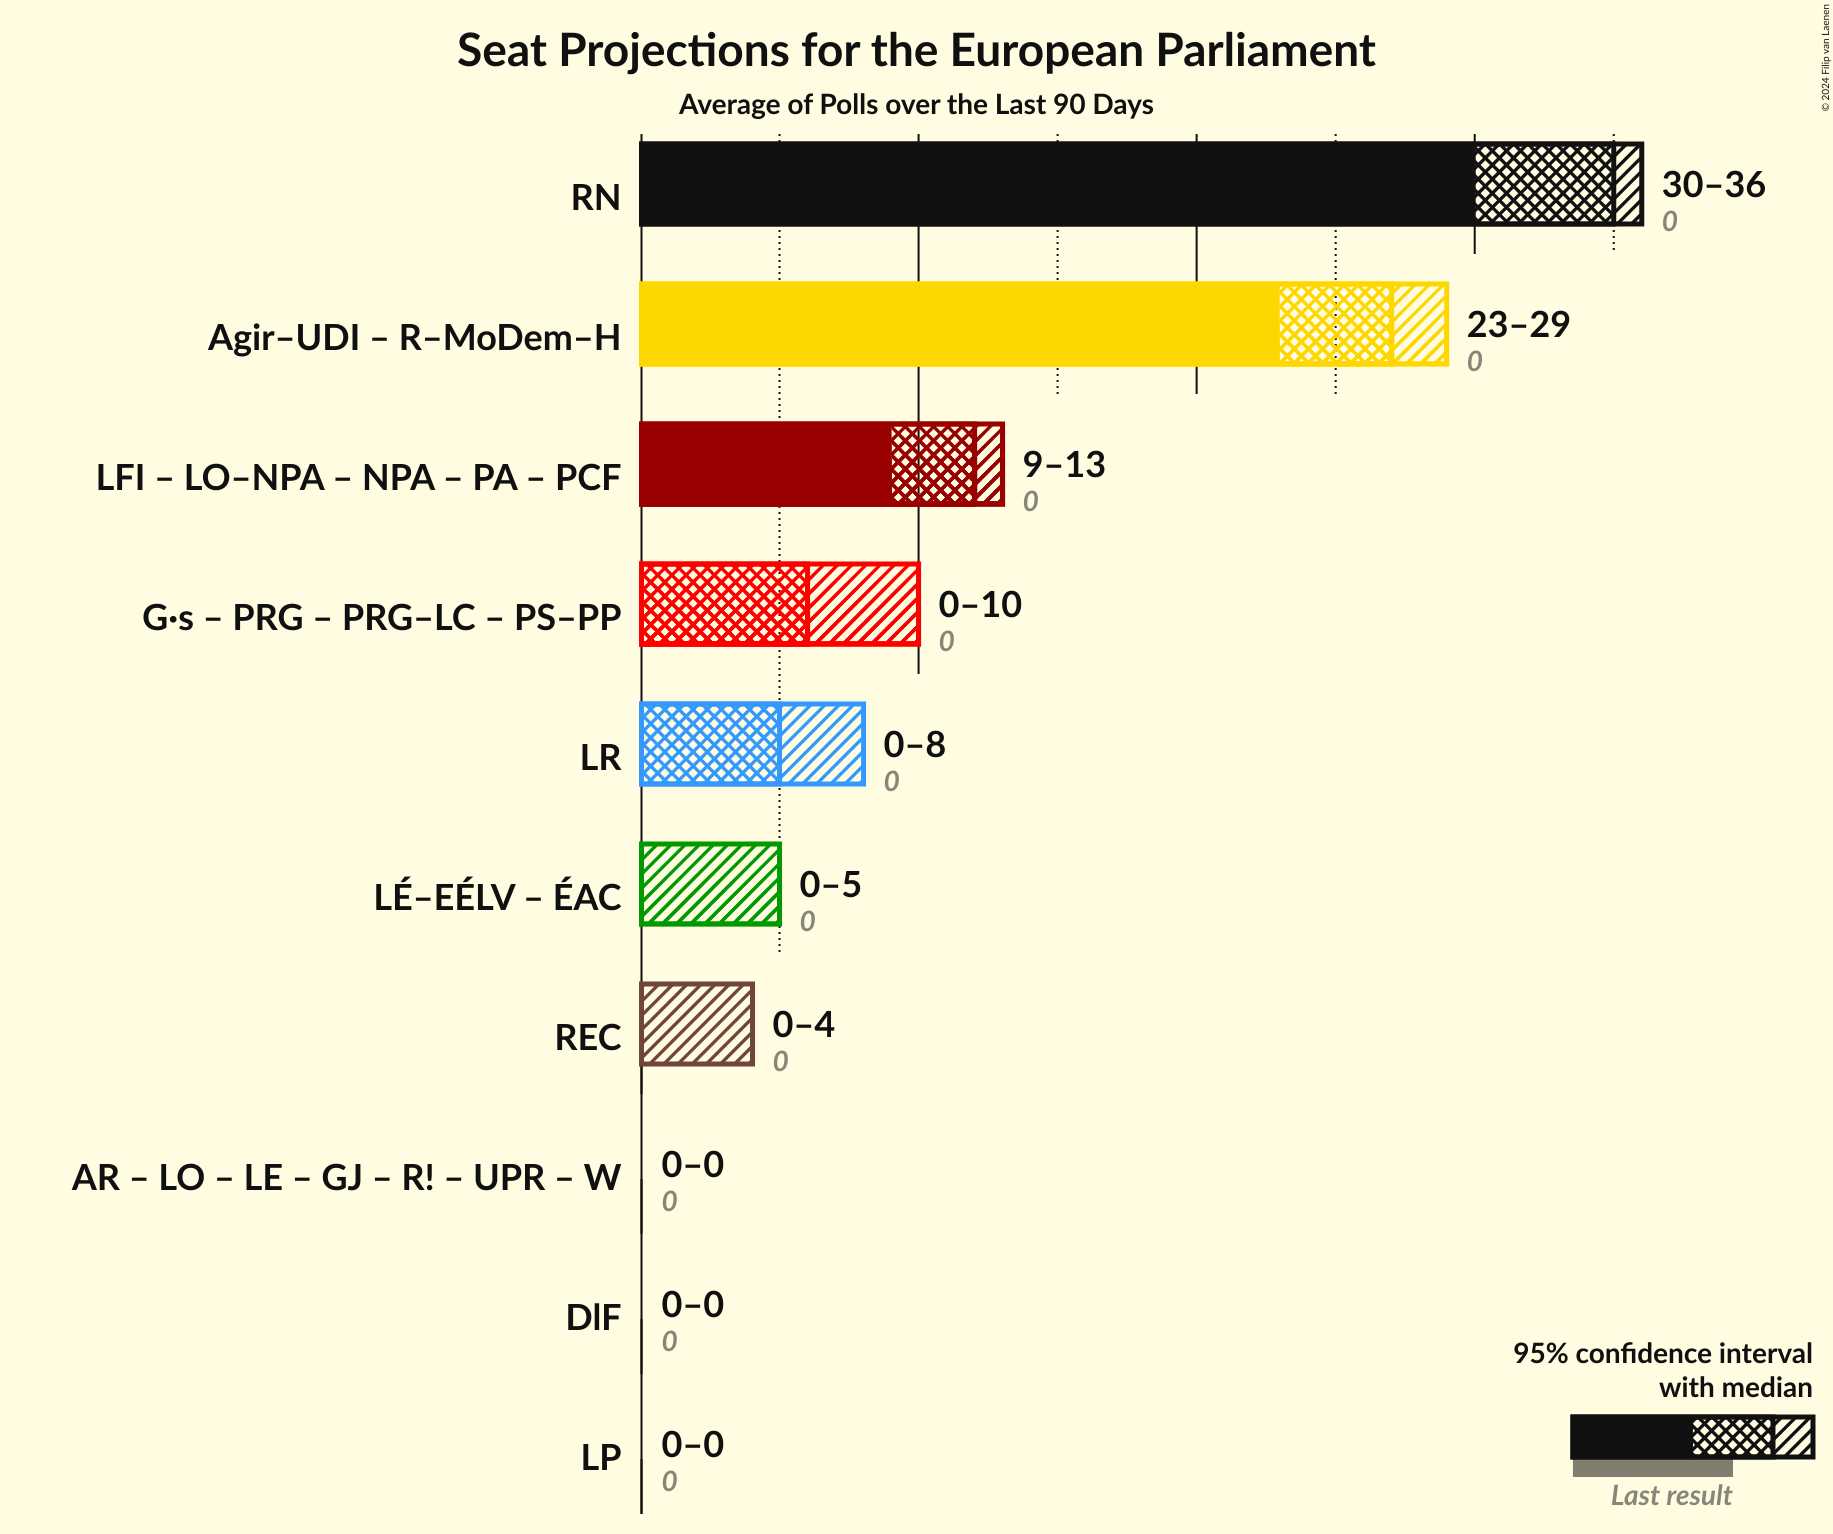 Seat Projections for the European Parliament
Average of Polls over the Last 90 Days
© 2024 Filip van Laenen
RN
30–36
0
Agir–UDI – R–MoDem–H
23–29
0
LFI – LO–NPA – NPA – PA – PCF
9–13
0
G·s – PRG – PRG–LC – PS–PP
0–10
0
LR
0–8
0
LÉ–EÉLV – ÉAC
0–5
0
REC
0–4
0
AR – LO – LE – GJ – R! – UPR – W
0–0
0
DlF
0–0
0
LP
0–0
0
95% confidence interval
with median
Last result